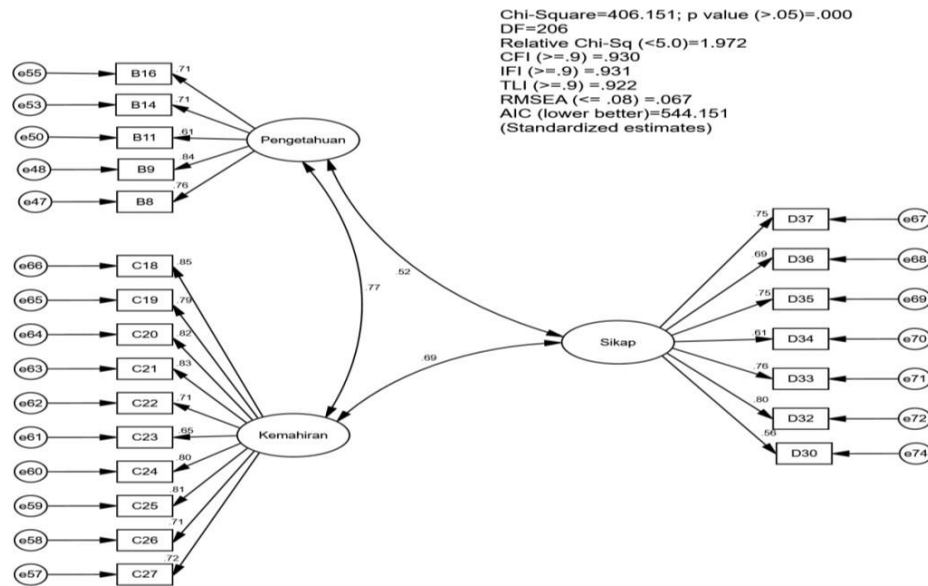 Chi-Square=406.151; p value (>.05)=.000
DF=206
Relative Chi-Sq (<5.0)=1.972
CFI (>=.9) =.930
IFI (>=.9) =.931
TLI (>=.9) =.922
RMSEA (<= .08) =.067
AIC (lower better)=544.151
(Standardized estimates)
e55 B16 .71
e53 B14 .71
e50 B11 .61
e48 B9 .84
e47 B8 .76
Pengetahuan
e66 C18 .85
e65 C19 .79
e64 C20 .82
e63 C21 .83
e62 C22 .71
e61 C23 .65
e60 C24 .80
e59 C25 .81
e58 C26 .71
e57 C27 .72
Kemahiran
.77
.52
.69
Sikap
.75 D37 e67
.69 D36 e68
.75 D35 e69
.61 D34 e70
.76 D33 e71
.80 D32 e72
.56 D30 e74